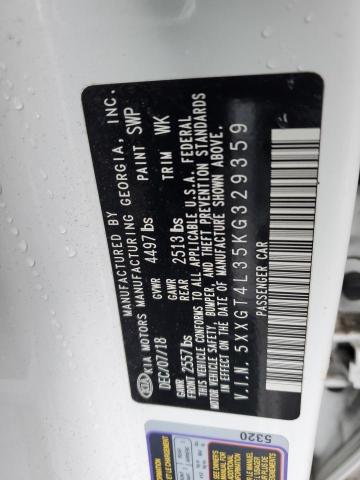 MANUFACTURED BY
KIA KIA MOTORS MANUFACTURING GEORGIA, INC.
DEC/07/18 GVWR 4497 lbs PAINT SWP
GAWR FRONT 2557 lbs GAWR REAR 2513 lbs TRIM WK
THIS VEHICLE CONFORMS TO ALL APPLICABLE U.S.A. FEDERAL
MOTOR VEHICLE SAFETY, BUMPER, AND THEFT PREVENTION STANDARDS
IN EFFECT ON THE DATE OF MANUFACTURE SHOWN ABOVE.
V.I.N. 5XXGT4L35KG329359
PASSENGER CAR
5320